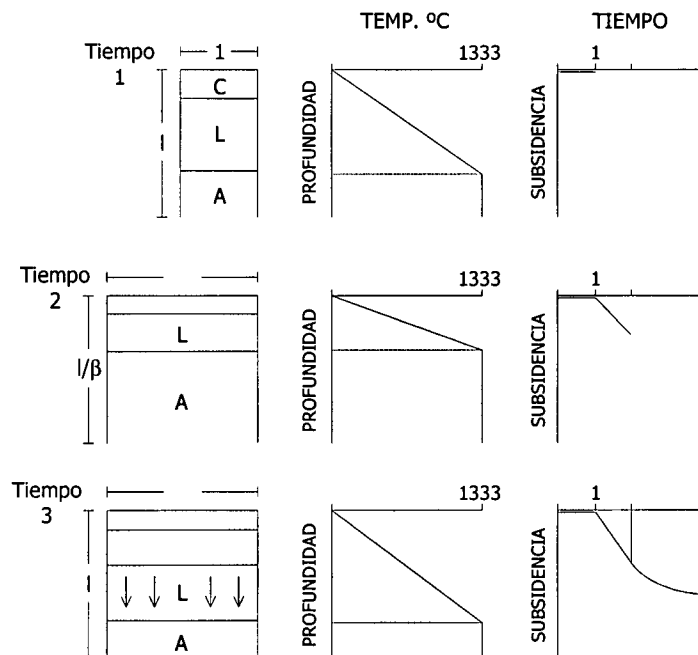 TEMP. ºC
TIEMPO
Tiempo
1
1
1333
1
C
L
A
l
PROFUNDIDAD
SUBSIDENCIA
Tiempo
2
1333
1
L
A
l/β
PROFUNDIDAD
SUBSIDENCIA
Tiempo
3
1333
1
L
A
l
PROFUNDIDAD
SUBSIDENCIA